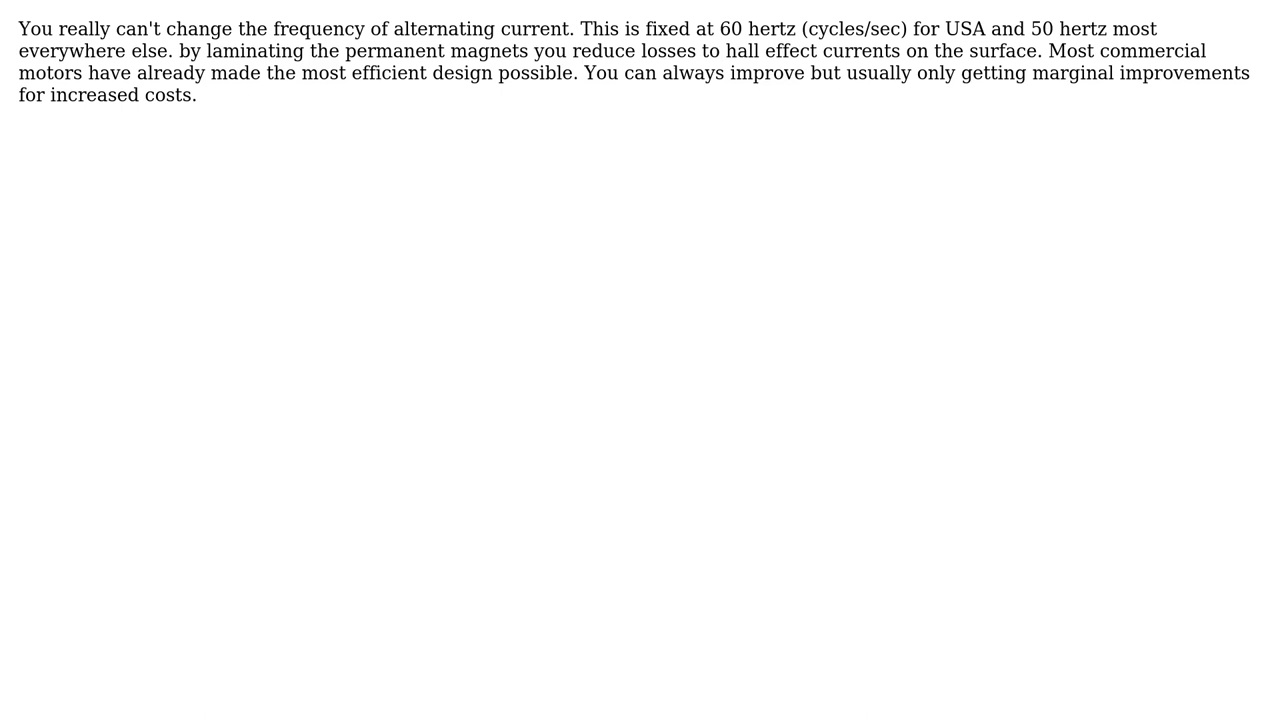 You really can't change the frequency of alternating current. This is fixed at 60 hertz (cycles/sec) for USA and 50 hertz most
everywhere else. by laminating the permanent magnets you reduce losses to hall effect currents on the surface. Most commercial
motors have already made the most efficient design possible. You can always improve but usually only getting marginal improvements
for increased costs.